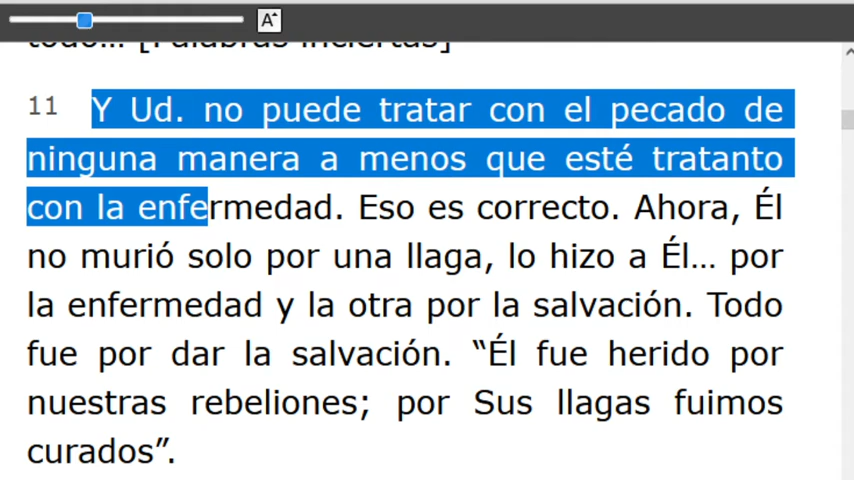 A
todo... [Palabras inciertas]
11 Y Ud. no puede tratar con el pecado de
ninguna manera a menos que esté tratanto
con la enfermedad. Eso es correcto. Ahora, Él
no murió solo por una llaga, lo hizo a Él... por
la enfermedad y la otra por la salvación. Todo
fue por dar la salvación. “Él fue herido por
nuestras rebeliones; por Sus llagas fuimos
curados”.